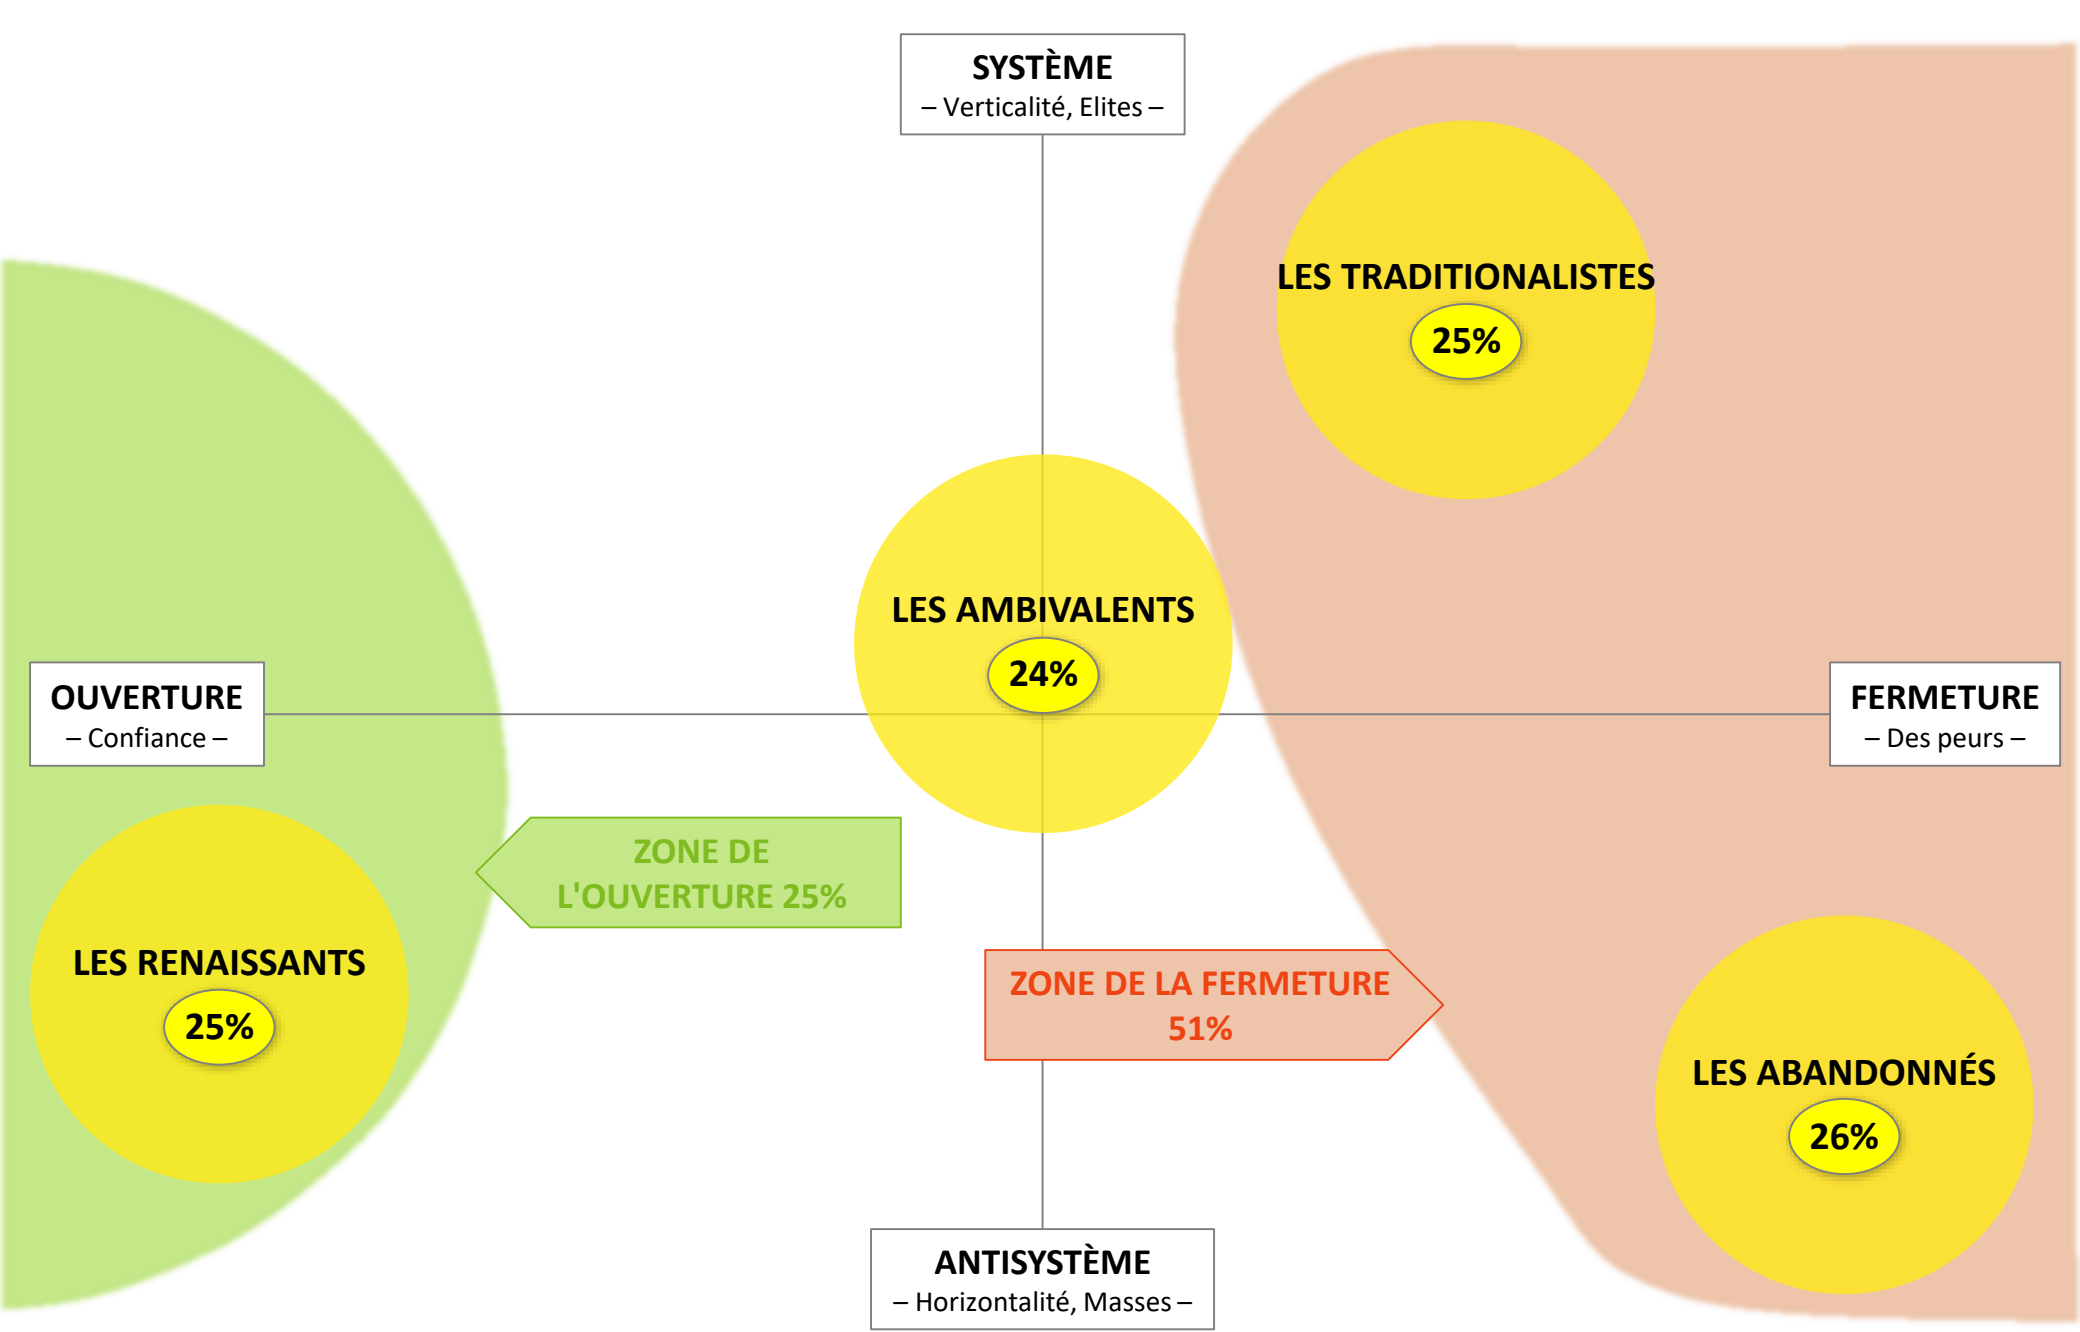 SYSTÈME
– Verticalité, Elites –
LES TRADITIONALISTES
25%
LES AMBIVALENTS
24%
OUVERTURE
– Confiance –
FERMETURE
– Des peurs –
ZONE DE
L'OUVERTURE 25%
LES RENAISSANTS
25%
ZONE DE LA FERMETURE
51%
LES ABANDONNÉS
26%
ANTISYSTÈME
– Horizontalité, Masses –